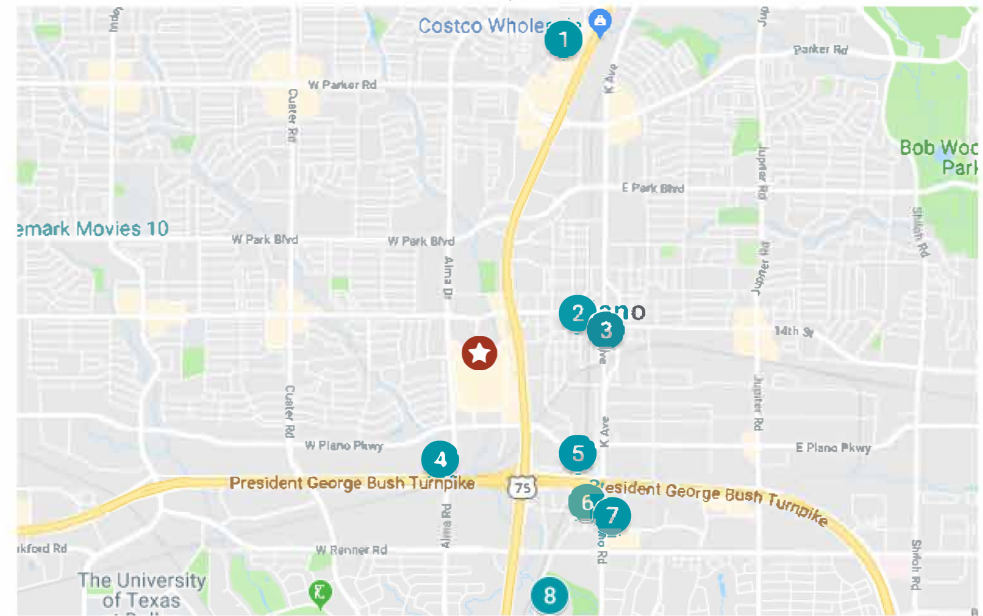 Costco Whole
1
Parker Rd
W Parker Rd
K Ave
Custer Rd
Jupiter Rd
Bob Woo
Park
E Park Blvd
emark Movies 10
Shiloh Rd
W Park Blvd
W Park Blvd
Alma Dr
Jupiter Rd
2
ano
3
14th St
Custer Rd
Jupiter Rd
K Ave
W Plano Pkwy
E Plano Pkwy
4
5
President George Bush Turnpike
75
President George Bush Turnpike
6
7
Alma Rd
W Renner Rd
Shiloh Rd
The University
of Texas
8